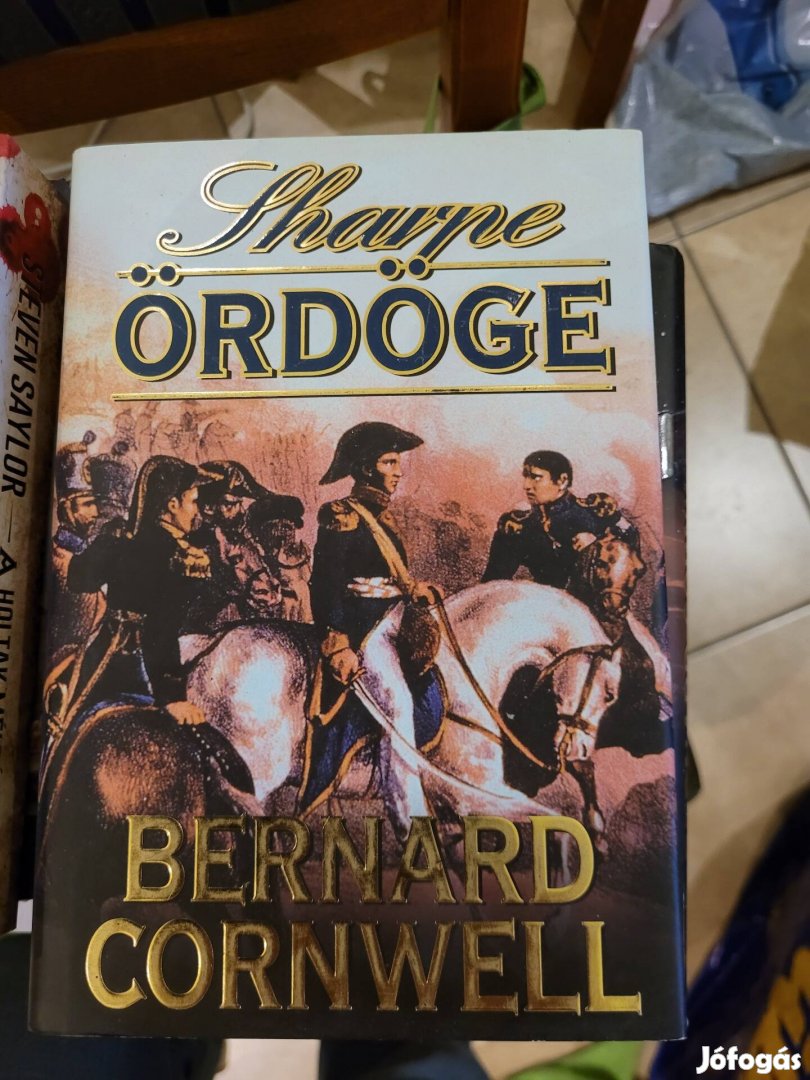 Sharpe
ÖRDÖGE
BERNARD
CORNWELL
STEVEN SAYLOR
A
Jófogás